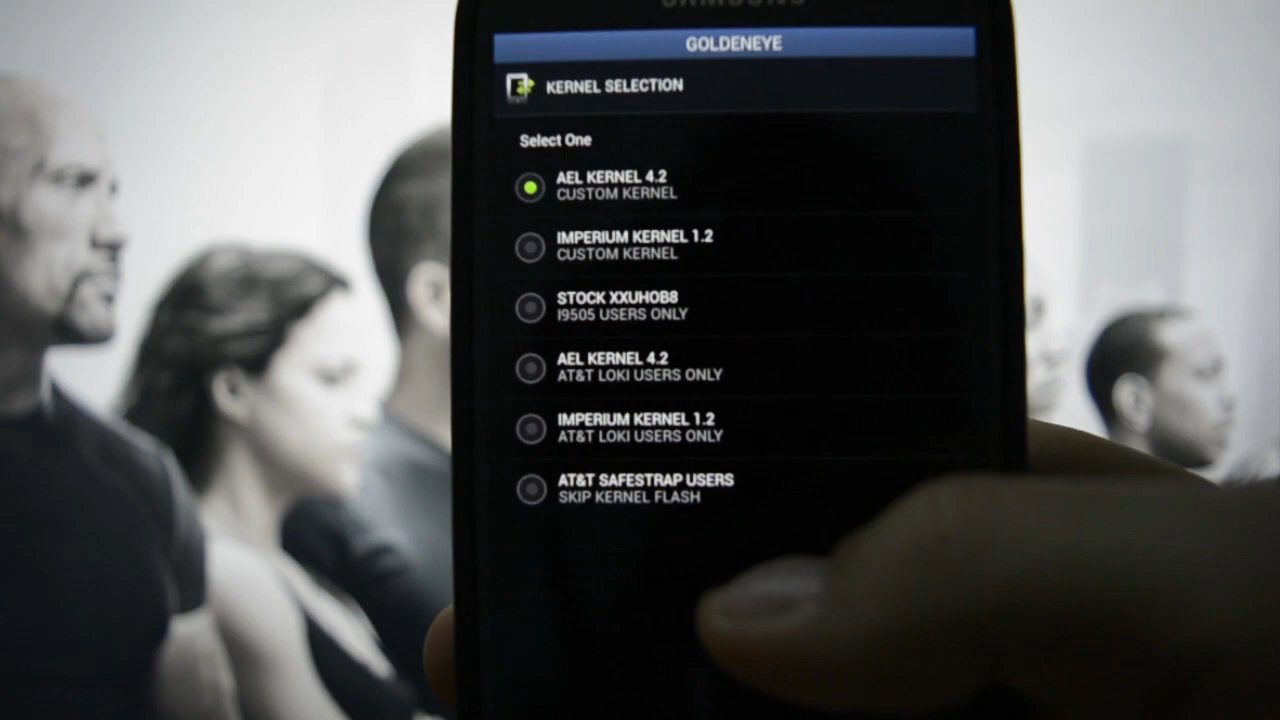 SAMSUNG
GOLDENEYE
KERNEL SELECTION
Select One
AEL KERNEL 4.2
CUSTOM KERNEL
IMPERIUM KERNEL 1.2
CUSTOM KERNEL
STOCK XXUHOB8
I9505 USERS ONLY
AEL KERNEL 4.2
AT&T LOKI USERS ONLY
IMPERIUM KERNEL 1.2
AT&T LOKI USERS ONLY
AT&T SAFESTRAP USERS
SKIP KERNEL FLASH